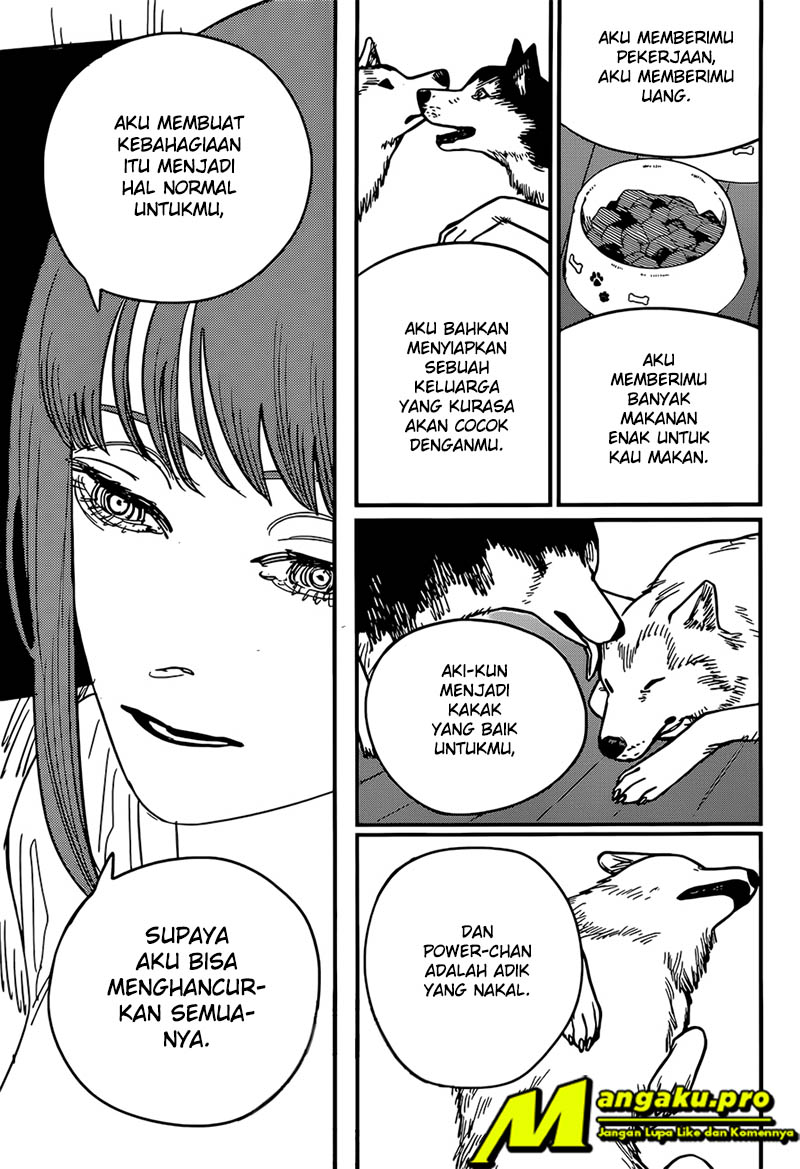 AKU MEMBERIMU
PEKERJAAN,
AKU MEMBERIMU
UANG.
AKU
MEMBERIMU
BANYAK
MAKANAN
ENAK UNTUK
KAU MAKAN.
AKU BAHKAN
MENYIAPKAN
SEBUAH
KELUARGA
YANG KURASA
AKAN COCOK
DENGANMU.
AKI-KUN
MENJADI
KAKAK
YANG BAIK
UNTUKMU,
DAN
POWER-CHAN
ADALAH ADIK
YANG NAKAL.
AKU MEMBUAT
KEBAHAGIAAN
ITU MENJADI
HAL NORMAL
UNTUKMU,
SUPAYA
AKU BISA
MENGHANCUR-
KAN SEMUA-
NYA.
Mangaku.pro
Jangan Lupa Like dan Komennya